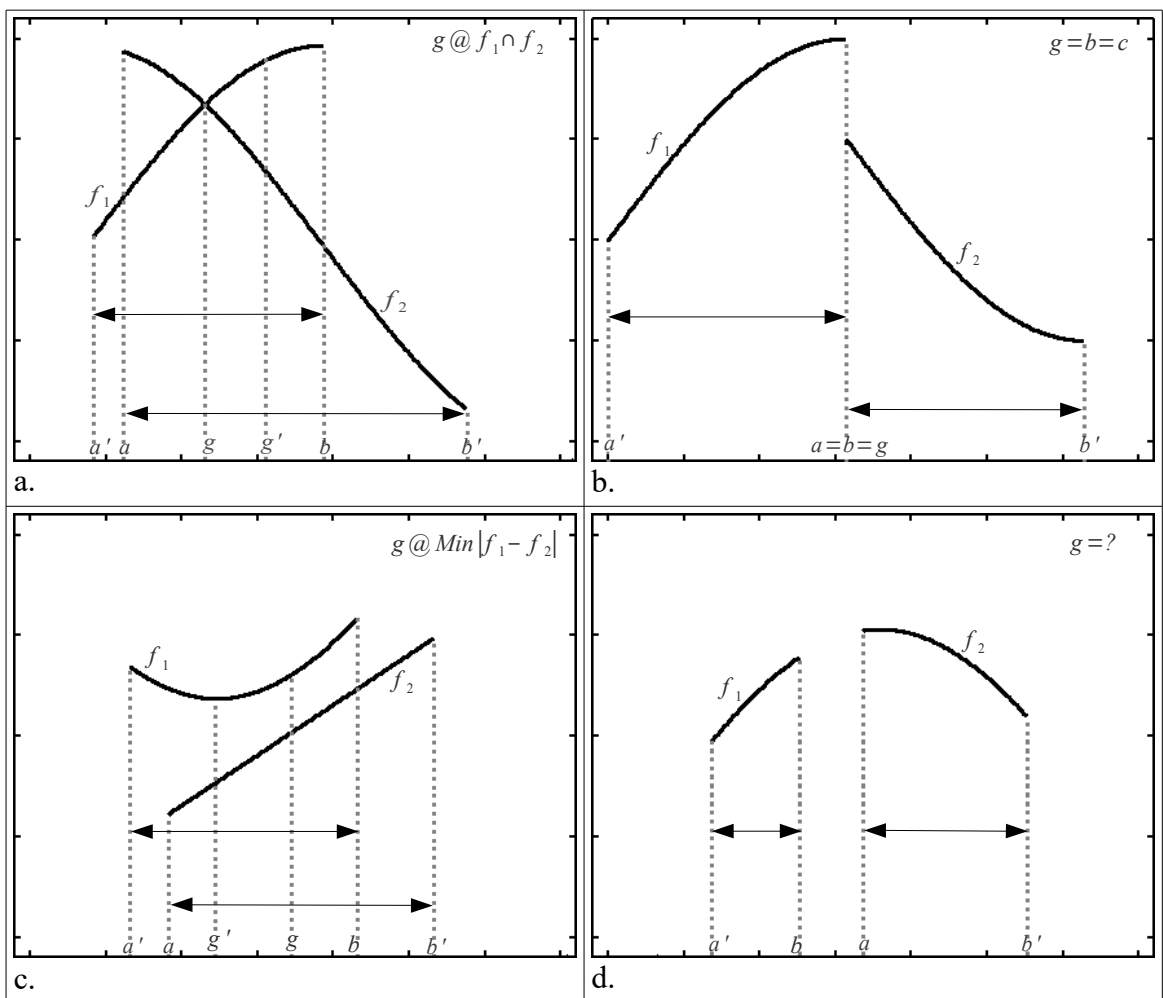 g @ f₁ ∩ f₂
f₁
f₂
a' a g g' b b'
a.
g = b = c
f₁
f₂
a' a = b = g b'
b.
g @ Min|f₁ − f₂|
f₁
f₂
a' a g' g b b'
c.
g = ?
f₁
f₂
a' b a b'
d.